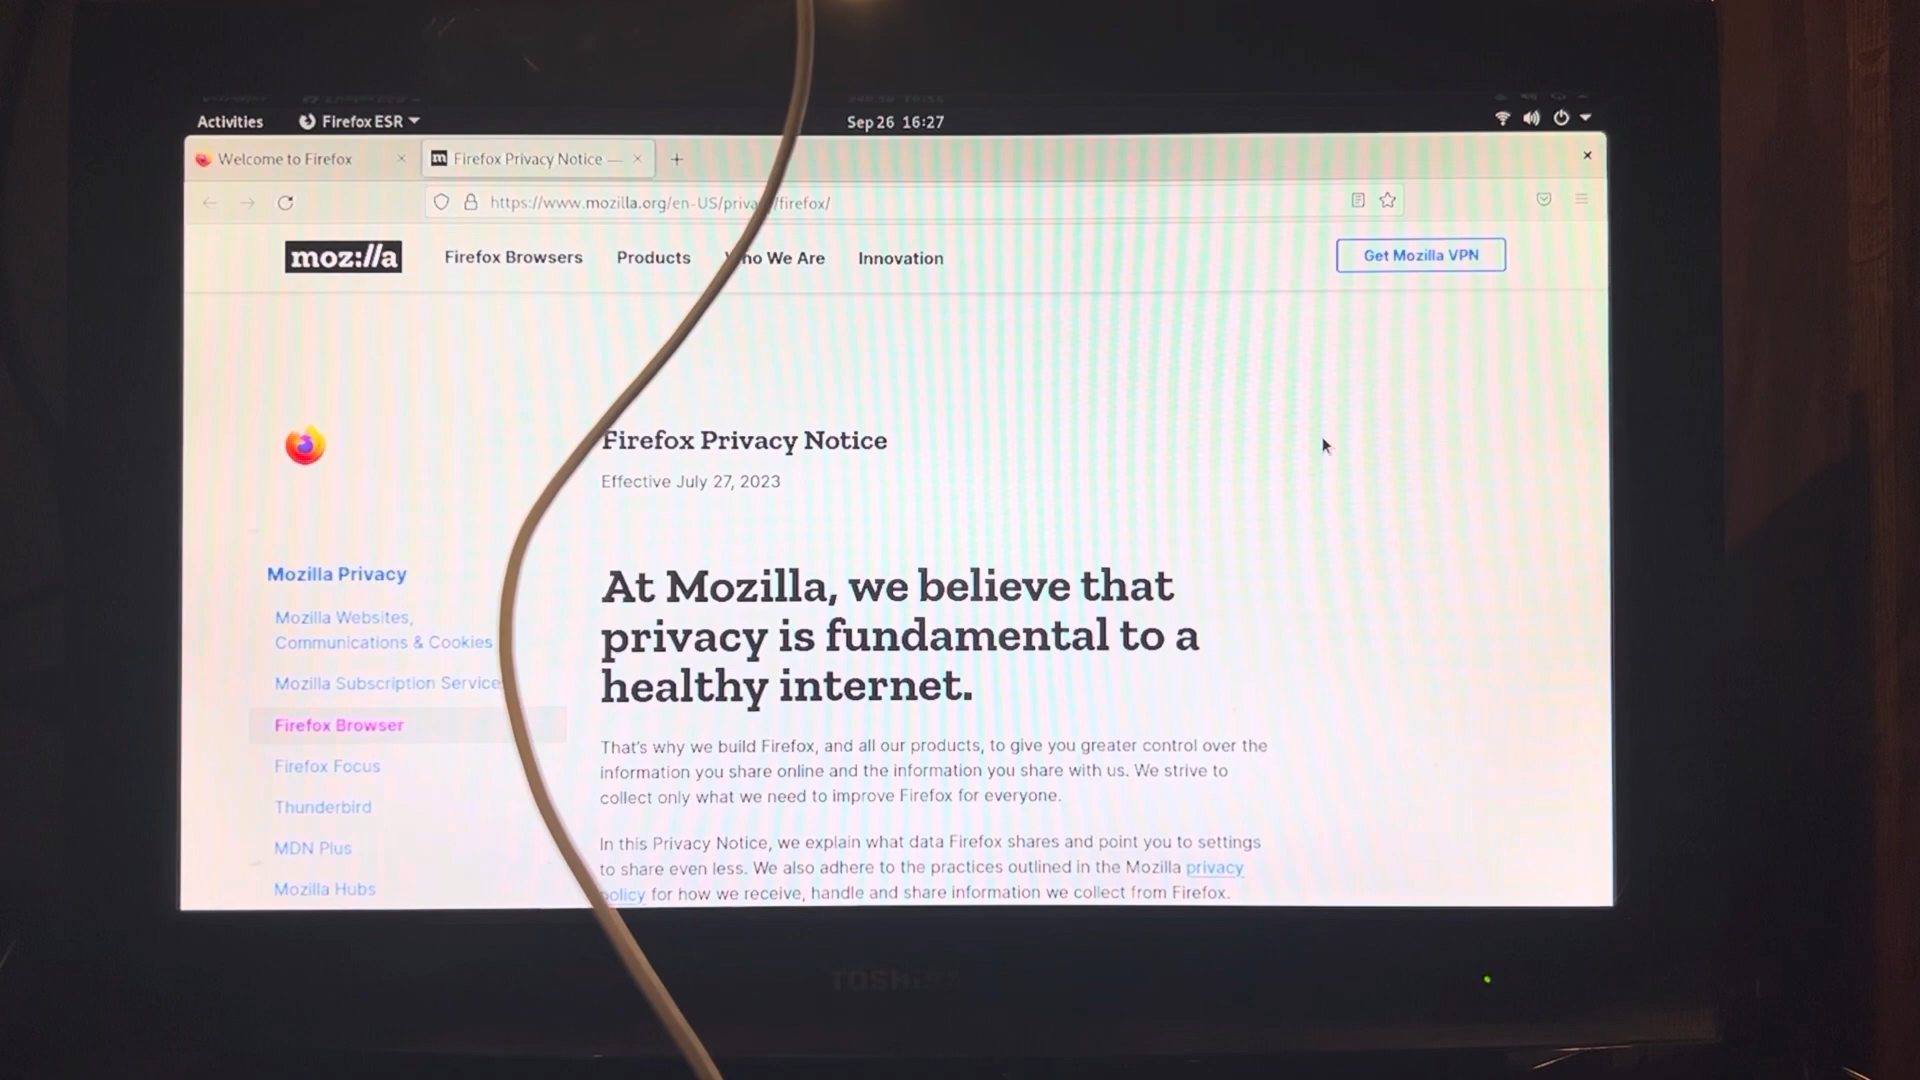 Activities Firefox ESR Sep 26 16:27
Welcome to Firefox Firefox Privacy Notice —
https://www.mozilla.org/en-US/ /firefox/
moz://a Firefox Browsers Products We Are Innovation Get Mozilla VPN
Firefox Privacy Notice
Effective July 27, 2023
At Mozilla, we believe that
privacy is fundamental to a
healthy internet.
Mozilla Privacy
Mozilla Websites,
Communications & Cookies
Mozilla Subscription
Firefox Browser
Firefox Focus
Thunderbird
MDN Plus
Mozilla Hubs
That's why we build Firefox, and all our products, to give you greater control over the
information you share online and the information you share with us. We strive to
collect only what we need to improve Firefox for everyone.
In this Privacy Notice, we explain what data Firefox shares and point you to settings
to share even less. We also adhere to the practices outlined in the Mozilla privacy
policy for how we receive, handle and share information we collect from Firefox.
TOSHIBA